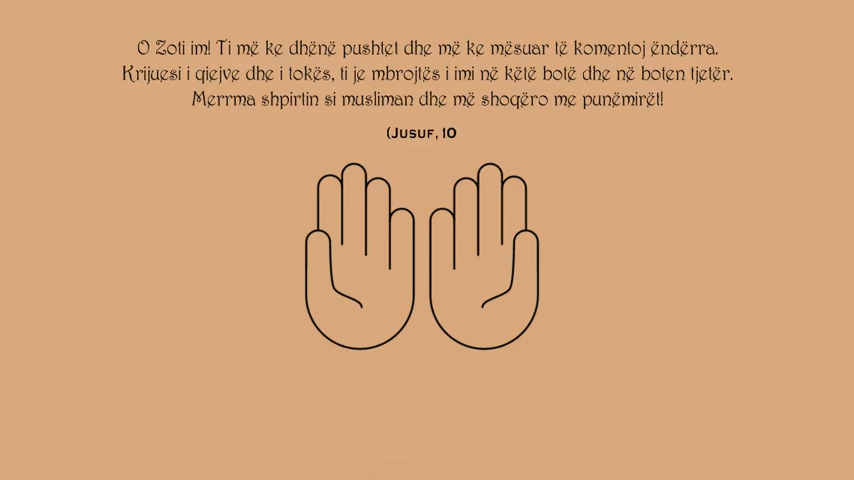 O Zoti im! Ti më ke dhënë pushtet dhe më ke mësuar të komentoj ëndërra.
Krijuesi i qiejve dhe i tokës, ti je mbrojtës i imi në këtë botë dhe në boten tjetër.
Merrma shpirtin si musliman dhe më shoqëro me punëmirët!
(Jusuf, 10